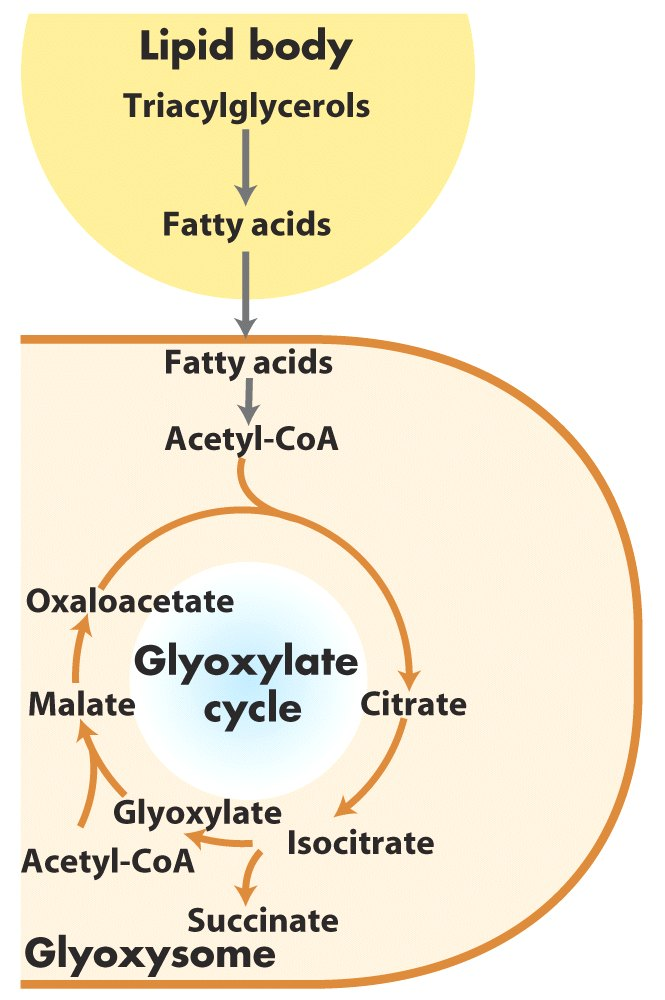 Lipid body
Triacylglycerols
Fatty acids
Fatty acids
Acetyl-CoA
Oxaloacetate
Glyoxylate
cycle
Malate
Citrate
Glyoxylate
Isocitrate
Acetyl-CoA
Succinate
Glyoxysome